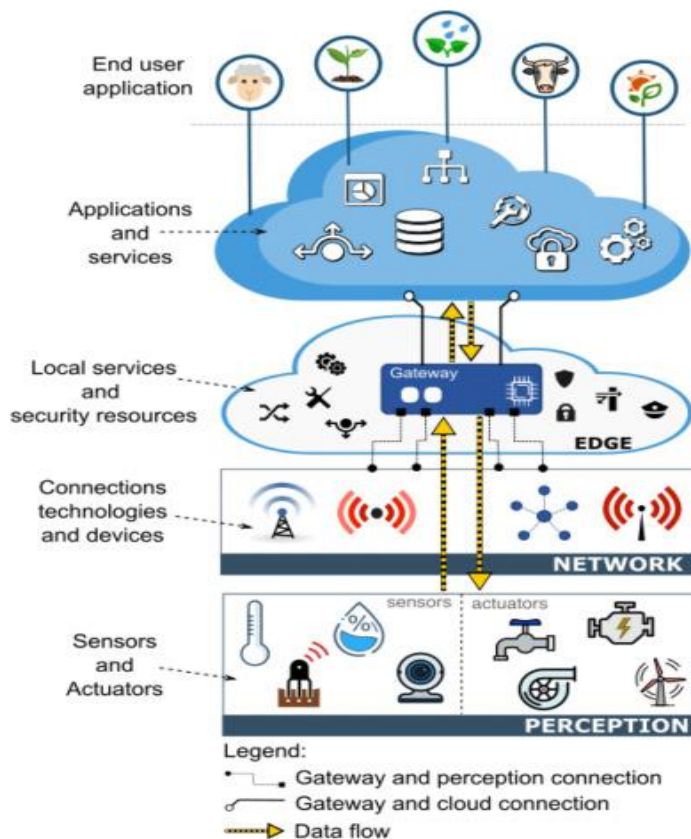 End user
application
Applications
and
services
Local services
and
security resources
Gateway
EDGE
Connections
technologies
and devices
NETWORK
sensors
actuators
%
Sensors
and
Actuators
PERCEPTION
Legend:
Gateway and perception connection
Gateway and cloud connection
Data flow